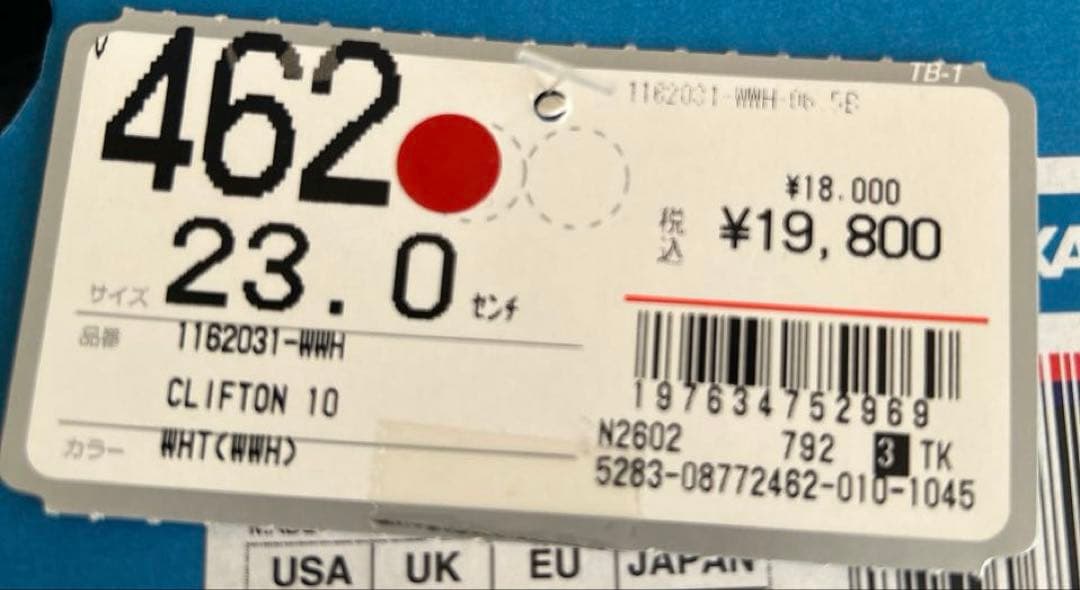 TB-1
462
1162031-WWH-06.5B
¥18.000
税込 ¥19,800
サイズ 23.0 センチ
品番 1162031-WWH
CLIFTON 10
カラー WHT(WWH)
197634752969
N2602 792 3 TK
5283-08772462-010-1045
KA
USA UK EU JAPAN